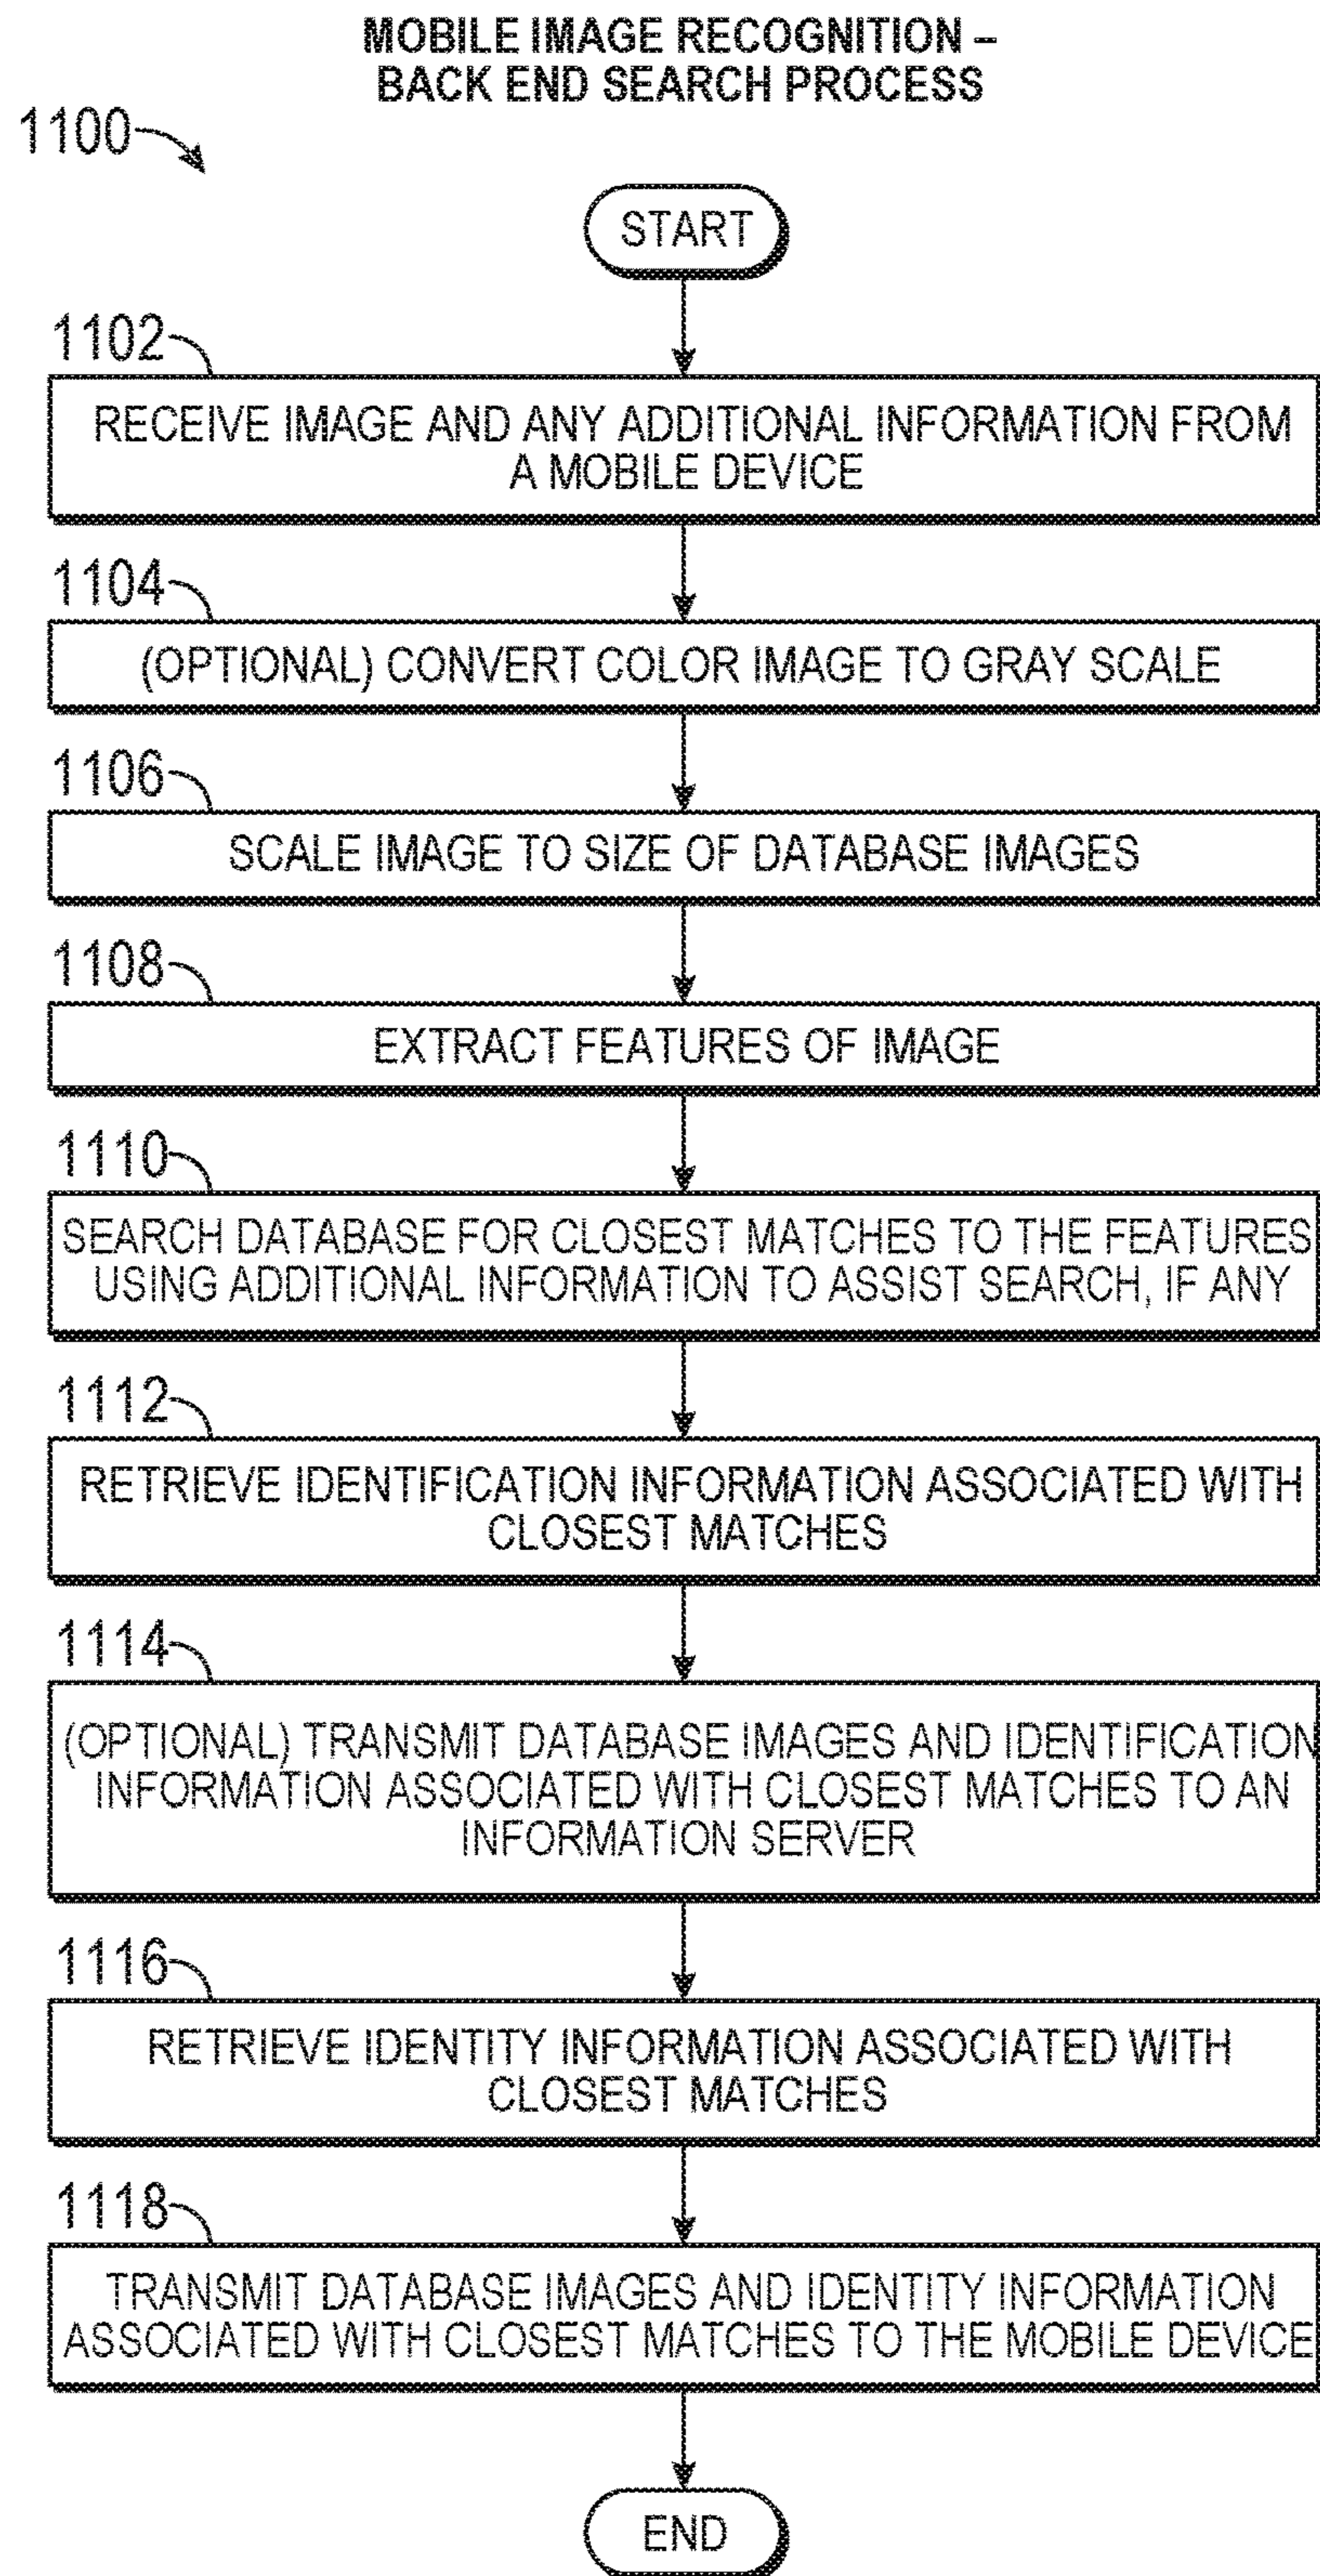 MOBILE IMAGE RECOGNITION –
BACK END SEARCH PROCESS
1100
START
1102
RECEIVE IMAGE AND ANY ADDITIONAL INFORMATION FROM
A MOBILE DEVICE
1104
(OPTIONAL) CONVERT COLOR IMAGE TO GRAY SCALE
1106
SCALE IMAGE TO SIZE OF DATABASE IMAGES
1108
EXTRACT FEATURES OF IMAGE
1110
SEARCH DATABASE FOR CLOSEST MATCHES TO THE FEATURES
USING ADDITIONAL INFORMATION TO ASSIST SEARCH, IF ANY
1112
RETRIEVE IDENTIFICATION INFORMATION ASSOCIATED WITH
CLOSEST MATCHES
1114
(OPTIONAL) TRANSMIT DATABASE IMAGES AND IDENTIFICATION
INFORMATION ASSOCIATED WITH CLOSEST MATCHES TO AN
INFORMATION SERVER
1116
RETRIEVE IDENTITY INFORMATION ASSOCIATED WITH
CLOSEST MATCHES
1118
TRANSMIT DATABASE IMAGES AND IDENTITY INFORMATION
ASSOCIATED WITH CLOSEST MATCHES TO THE MOBILE DEVICE
END